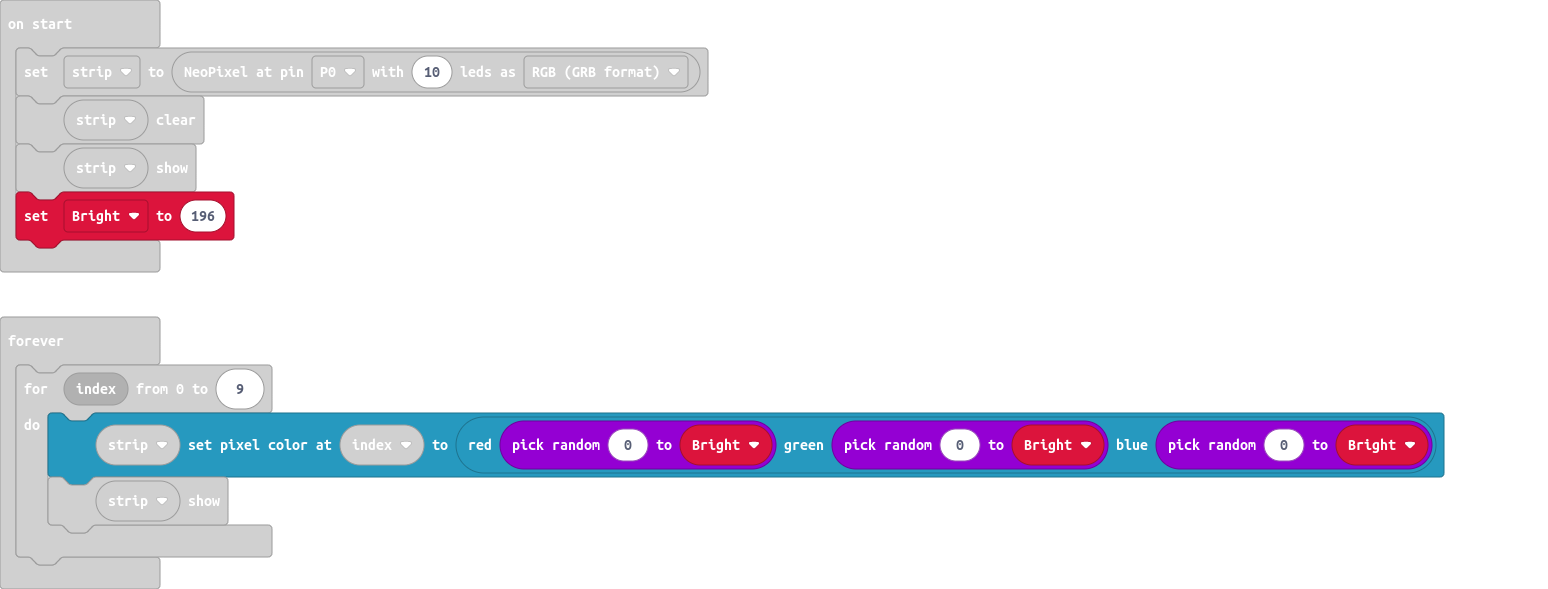 on start
set strip to NeoPixel at pin P0 with 10 leds as RGB (GRB format)
strip clear
strip show
set Bright to 196
forever
for index from 0 to 9
do
strip set pixel color at index to red pick random 0 to Bright green pick random 0 to Bright blue pick random 0 to Bright
strip show